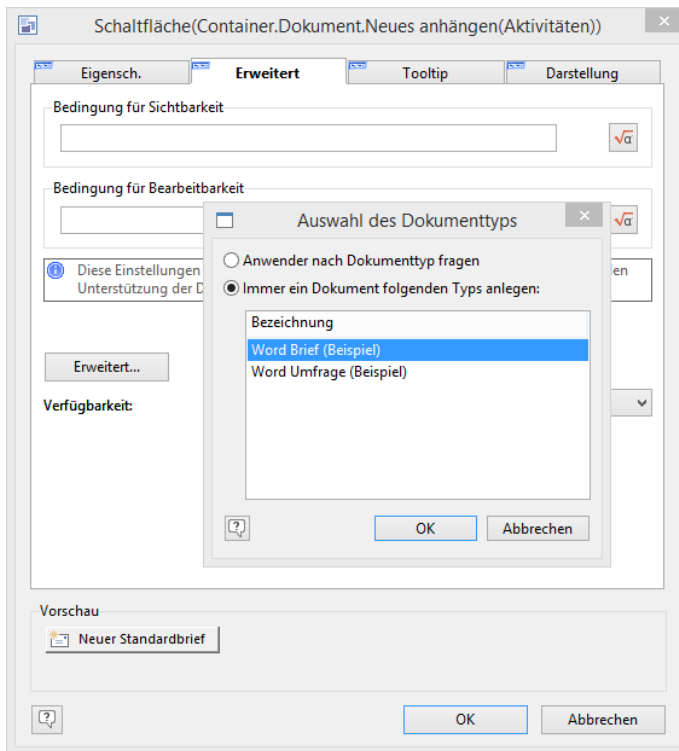 Schaltfläche(Container.Dokument.Neues anhängen(Aktivitäten))
Eigensch.
Erweitert
Tooltip
Darstellung
Bedingung für Sichtbarkeit
√α
Bedingung für Bearbeitbarkeit
√α
Diese Einstellungen
en
Unterstützung der D
Erweitert...
Verfügbarkeit:
Auswahl des Dokumenttyps
Anwender nach Dokumenttyp fragen
Immer ein Dokument folgenden Typs anlegen:
Bezeichnung
Word Brief (Beispiel)
Word Umfrage (Beispiel)
?
OK
Abbrechen
Vorschau
Neuer Standardbrief
?
OK
Abbrechen